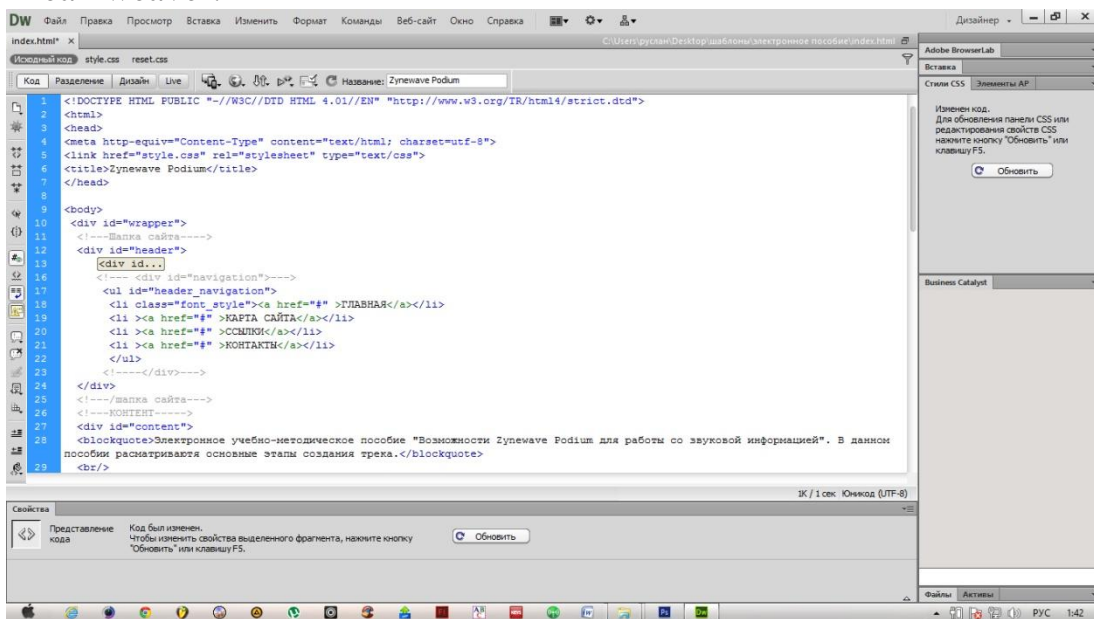 DW Файл Правка Просмотр Вставка Изменить Формат Команды Веб-сайт Окно Справка Дизайнер
index.html* × C:\Users\руслан\Desktop\шаблоны\электронное пособие\index.html
Исходный код style.css reset.css
Код Разделение Дизайн Live Название: Zynewave Podium
1 <!DOCTYPE HTML PUBLIC "-//W3C//DTD HTML 4.01//EN" "http://www.w3.org/TR/html4/strict.dtd">
2 <html>
3 <head>
4 <meta http-equiv="Content-Type" content="text/html; charset=utf-8">
5 <link href="style.css" rel="stylesheet" type="text/css">
6 <title>Zynewave Podium</title>
7 </head>
8
9 <body>
10 <div id="wrapper">
11 <!---Шапка сайта---->
12 <div id="header">
13 <div id...
16 <!--- <div id="navigation">--->
17 <ul id="header_navigation">
18 <li class="font_style"><a href="#" >ГЛАВНАЯ</a></li>
19 <li ><a href="#" >КАРТА САЙТА</a></li>
20 <li ><a href="#" >ССЫЛКИ</a></li>
21 <li ><a href="#" >КОНТАКТЫ</a></li>
22 </ul>
23 <!----</div>--->
24 </div>
25 <!---/шапка сайта--->
26 <!---КОНТЕНТ----->
27 <div id="content">
28 <blockquote>Электронное учебно-методическое пособие "Возможности Zynewave Podium для работы со звуковой информацией". В данном
пособии расматриваютя основные этапы создания трека.</blockquote>
29 <br/>
1K / 1 сек Юникод (UTF-8)
Adobe BrowserLab
Вставка
Стили CSS Элементы AP
Изменен код.
Для обновления панели CSS или
редактирования свойств CSS
нажмите кнопку "Обновить" или
клавишу F5.
Обновить
Business Catalyst
Файлы Активы
Свойства
Представление
кода
Код был изменен.
Чтобы изменить свойства выделенного фрагмента, нажмите кнопку
"Обновить" или клавишу F5.
Обновить
РУС 1:42